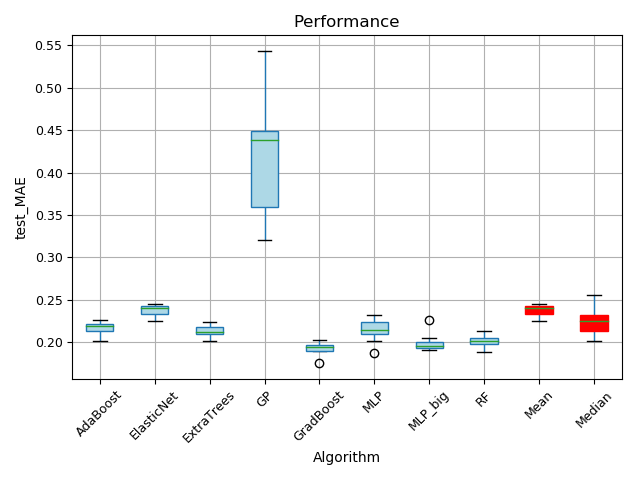 Performance
test_MAE
0.55
0.50
0.45
0.40
0.35
0.30
0.25
0.20
AdaBoost
ElasticNet
ExtraTrees
GP
GradBoost
MLP
MLP_big
RF
Mean
Median
Algorithm